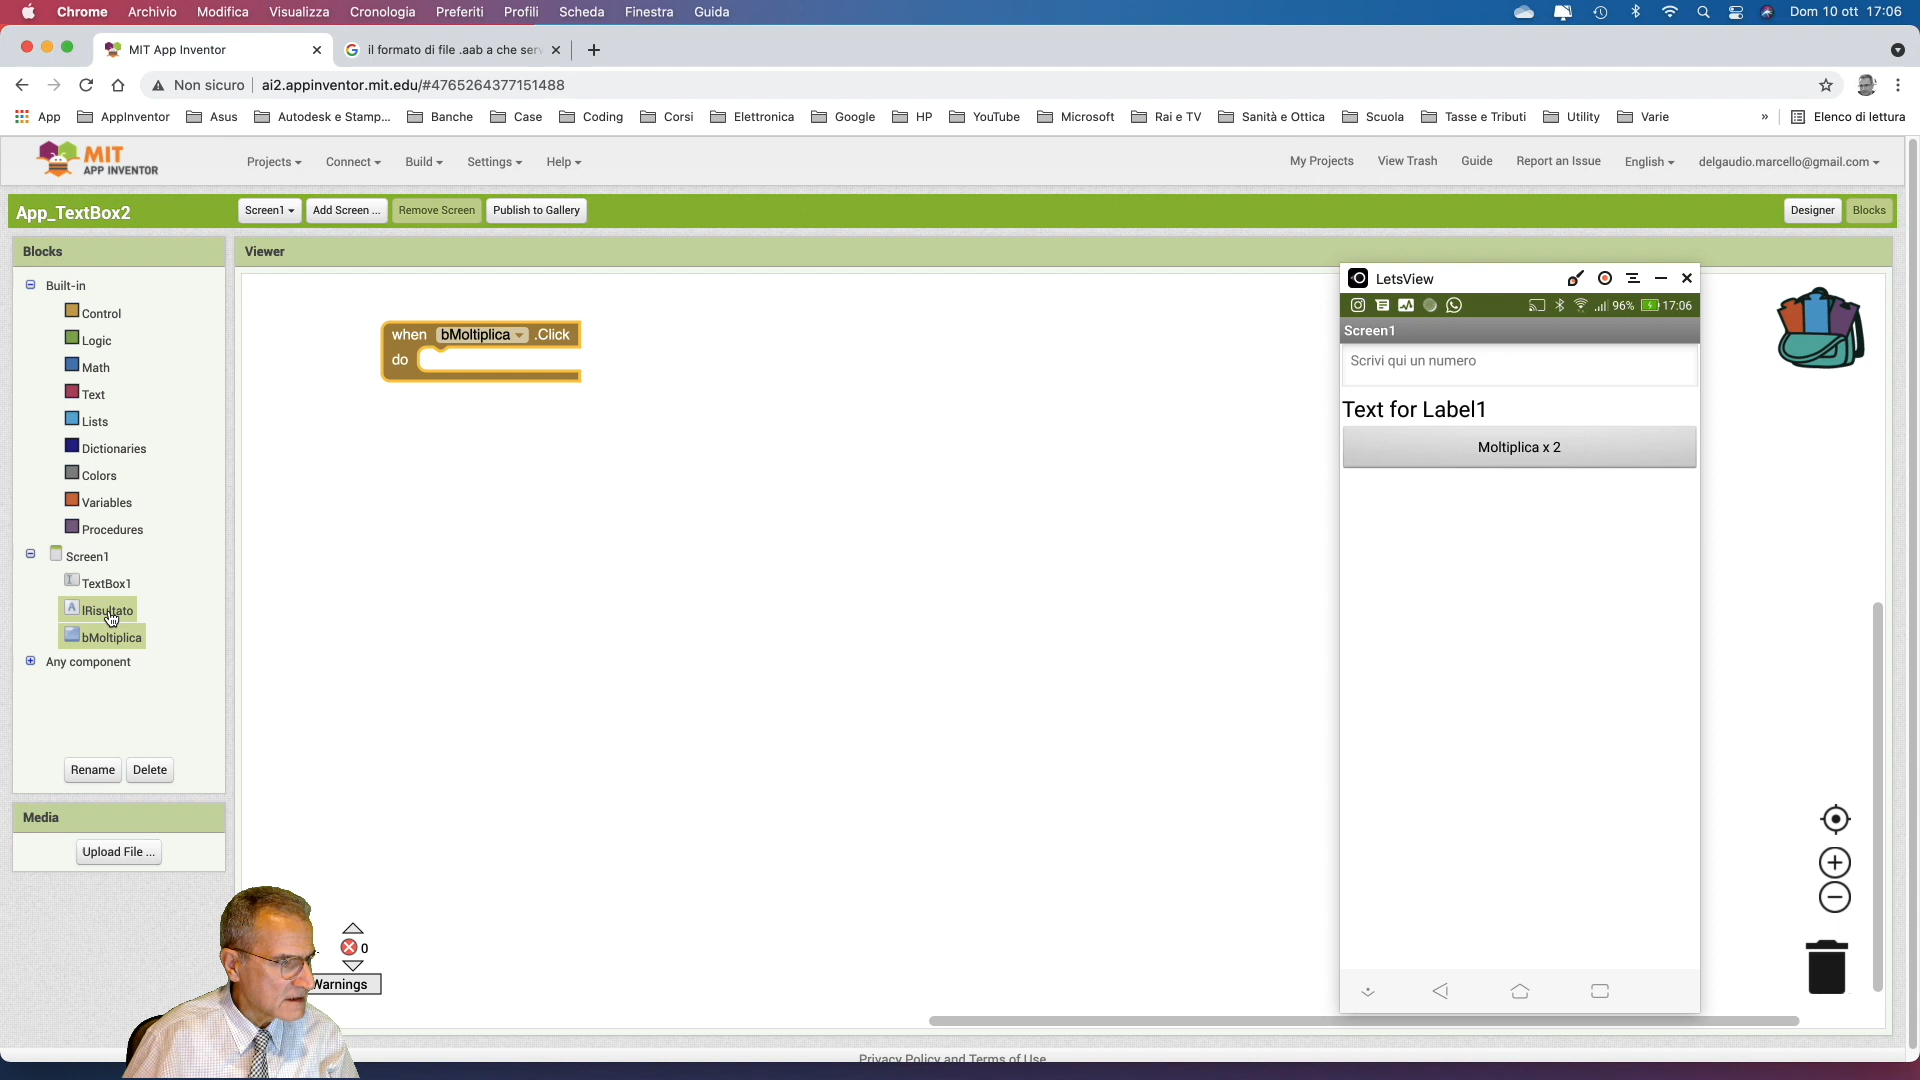 Chrome Archivio Modifica Visualizza Cronologia Preferiti Profili Scheda Finestra Guida Dom 10 ott 17:06
MIT App Inventor
il formato di file .aab a che serv
Non sicuro ai2.appinventor.mit.edu/#4765264377151488
App AppInventor Asus Autodesk e Stamp... Banche Case Coding Corsi Elettronica Google HP YouTube Microsoft Rai e TV Sanità e Ottica Scuola Tasse e Tributi Utility Varie » Elenco di lettura
MIT APP INVENTOR
Projects Connect Build Settings Help My Projects View Trash Guide Report an Issue English delgaudio.marcello@gmail.com
App_TextBox2 Screen1 Add Screen ... Remove Screen Publish to Gallery Designer Blocks
Blocks
Built-in
Control
Logic
Math
Text
Lists
Dictionaries
Colors
Variables
Procedures
Screen1
TextBox1
lRisultato
bMoltiplica
Any component
Rename Delete
Media
Upload File ...
Viewer
when bMoltiplica .Click
do
0
Warnings
LetsView
96% 17:06
Screen1
Scrivi qui un numero
Text for Label1
Moltiplica x 2
Privacy Policy and Terms of Use